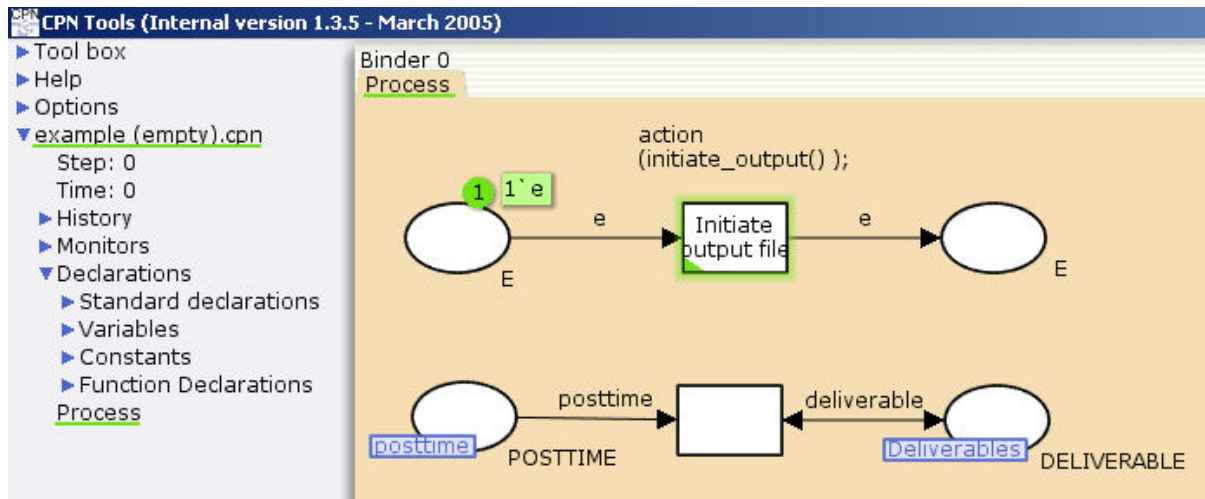 CPN Tools (Internal version 1.3.5 - March 2005)
Tool box
Help
Options
example (empty).cpn
Step: 0
Time: 0
History
Monitors
Declarations
Standard declarations
Variables
Constants
Function Declarations
Process
Binder 0
Process
action
(initiate_output() );
1 1`e
e
Initiate
output file
e
E
E
posttime
deliverable
posttime
POSTTIME
Deliverables
DELIVERABLE